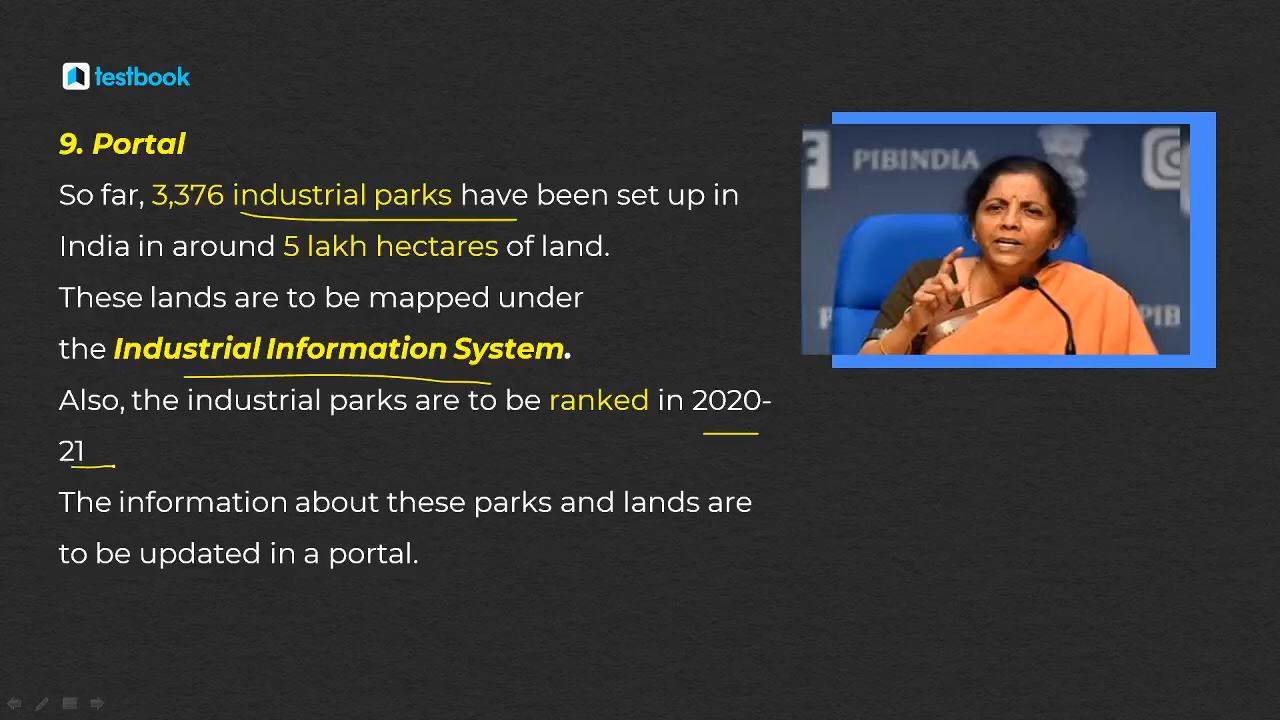 testbook
9. Portal
So far, 3,376 industrial parks have been set up in
India in around 5 lakh hectares of land.
These lands are to be mapped under
the Industrial Information System.
Also, the industrial parks are to be ranked in 2020-
21
The information about these parks and lands are
to be updated in a portal.
PIBINDIA
PIB